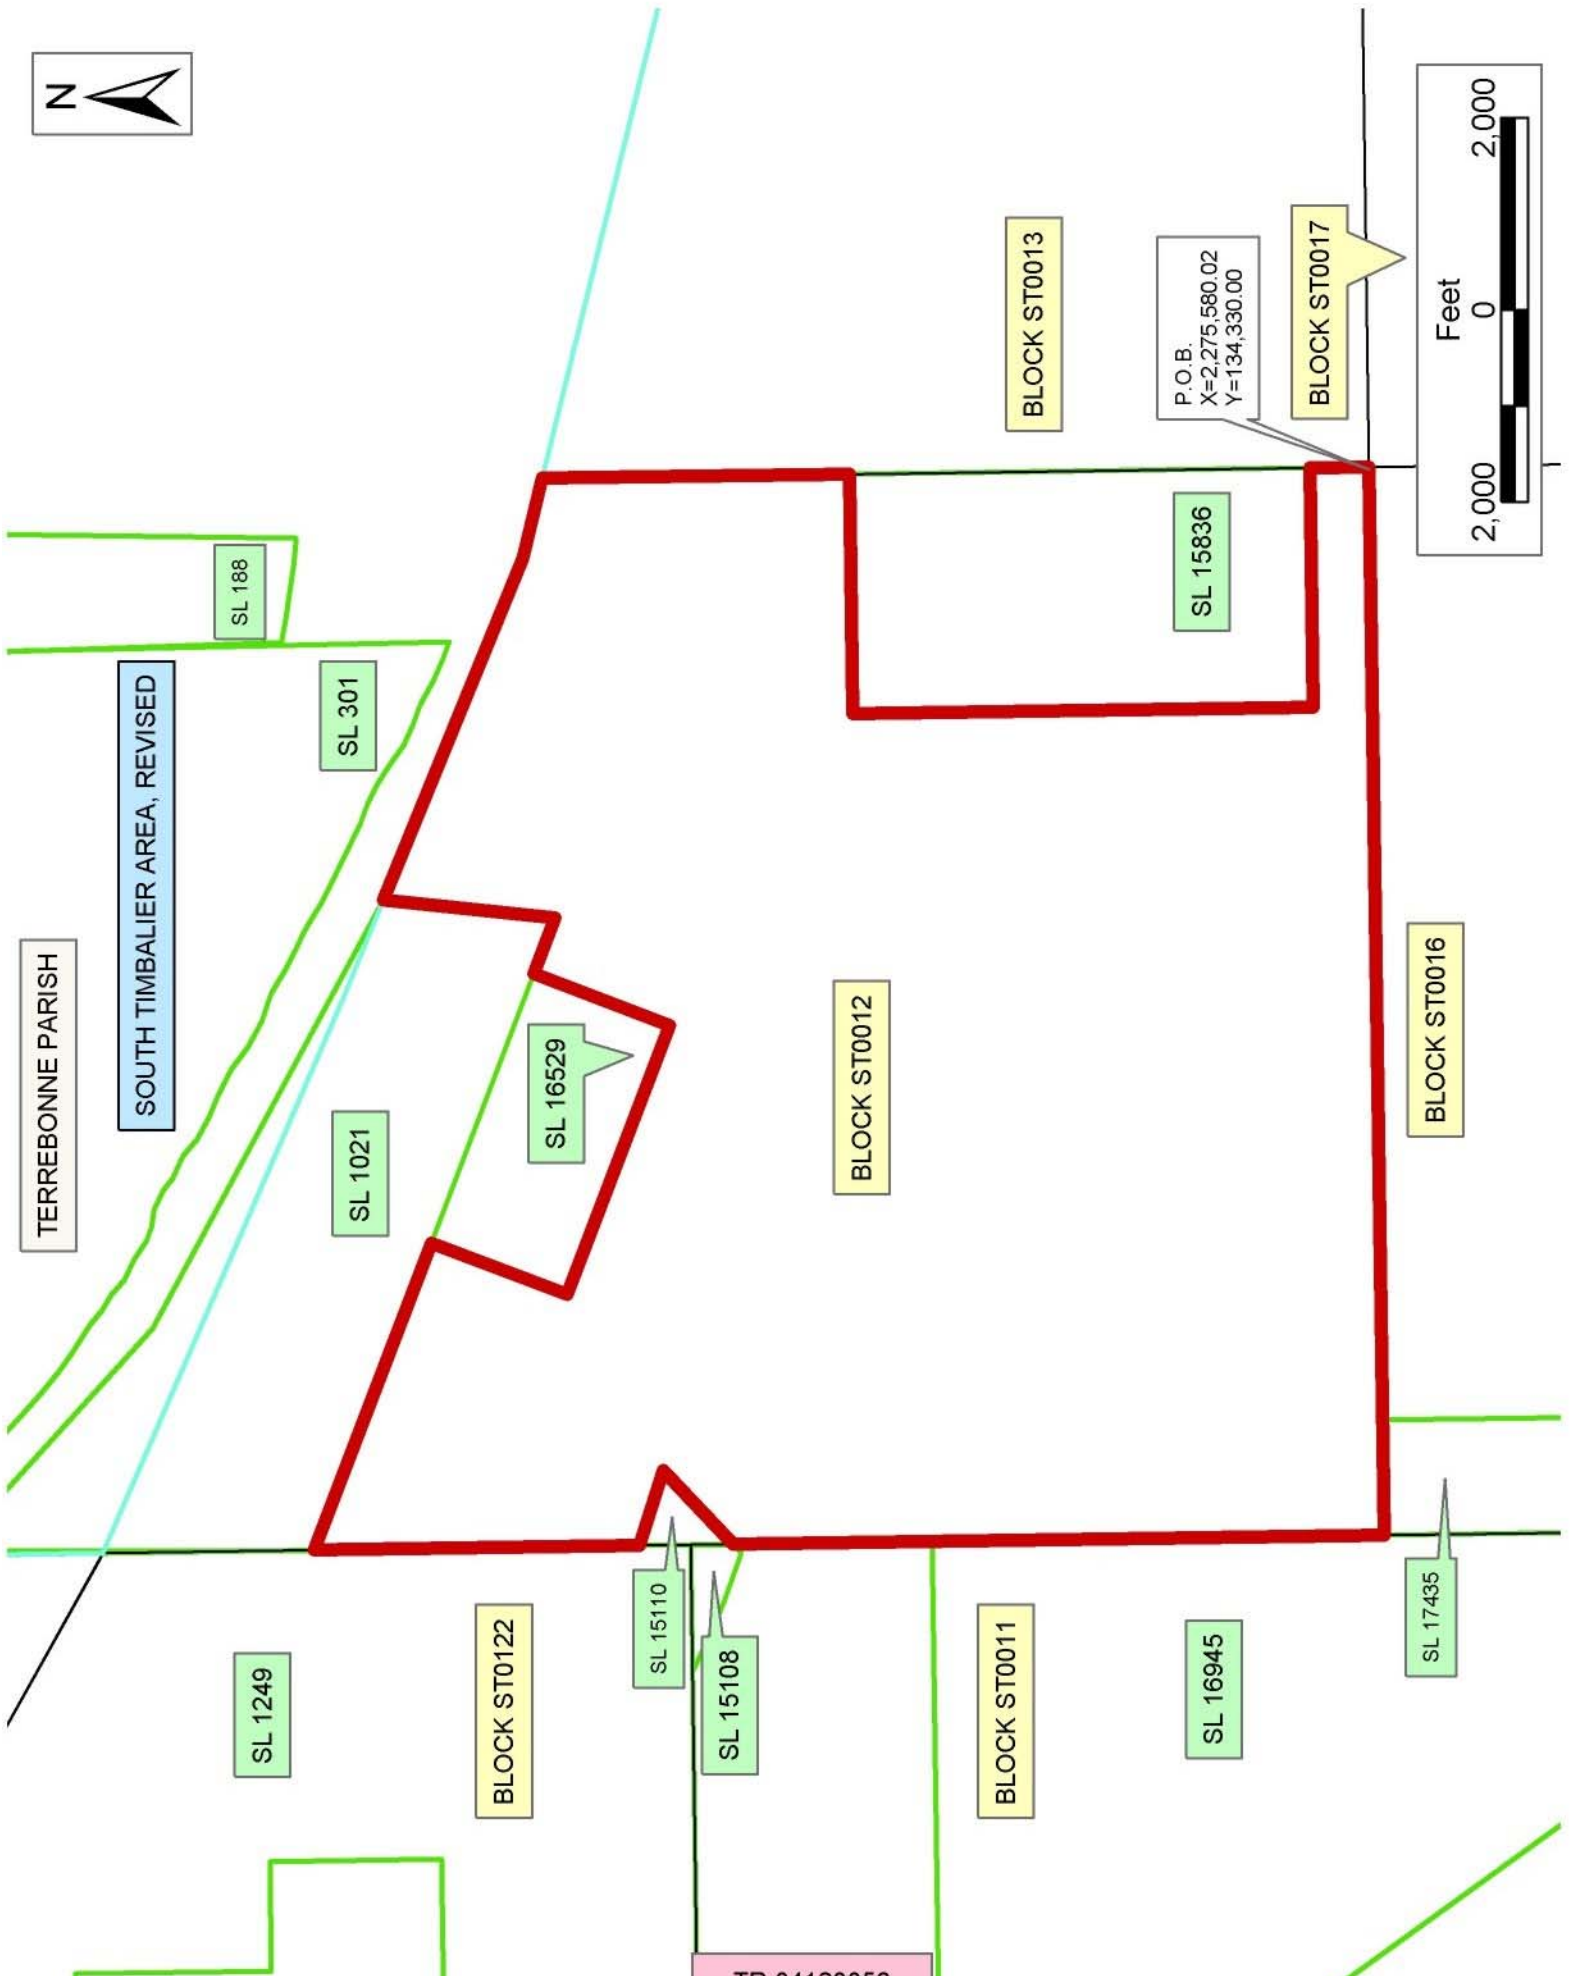 N
TERREBONNE PARISH
SOUTH TIMBALIER AREA, REVISED
SL 188
SL 301
SL 1021
SL 1249
SL 16529
BLOCK ST0122
BLOCK ST0012
BLOCK ST0013
SL 15110
SL 15108
P.O.B.
X=2,275,580.02
Y=134,330.00
BLOCK ST0011
SL 16945
SL 15836
BLOCK ST0017
SL 17435
BLOCK ST0016
Feet
2,000 0 2,000